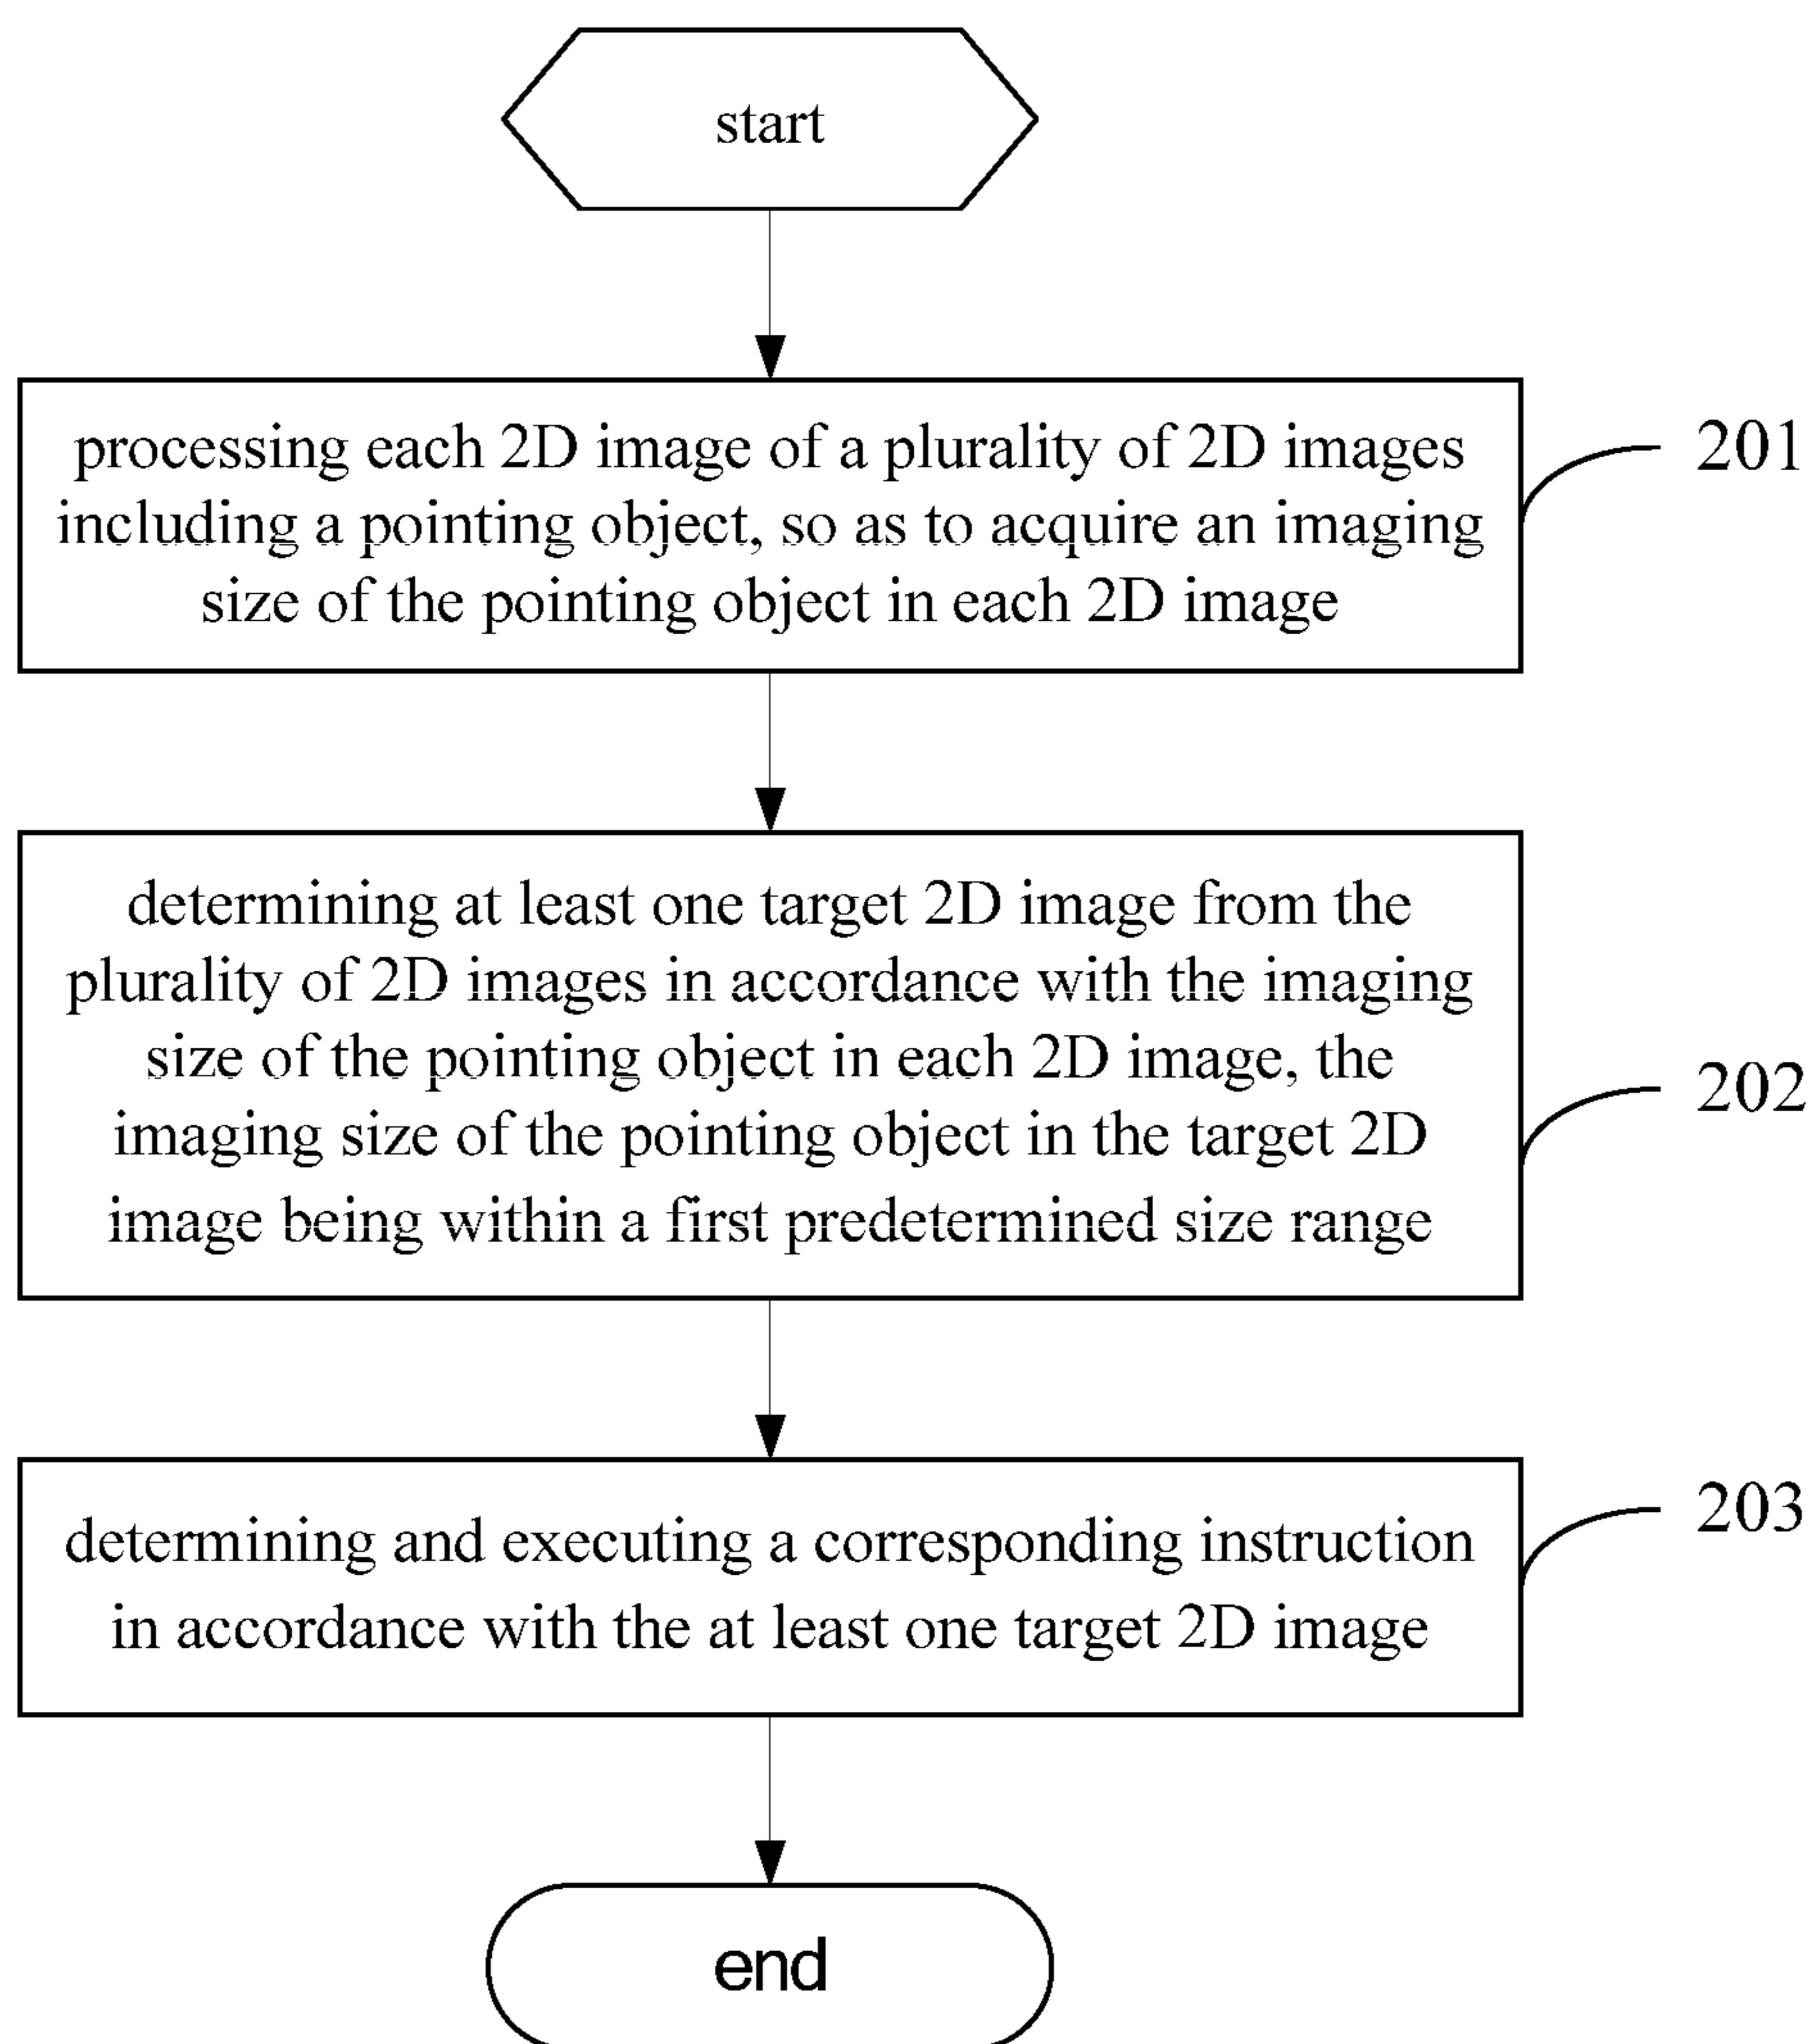 start
processing each 2D image of a plurality of 2D images
including a pointing object, so as to acquire an imaging
size of the pointing object in each 2D image
201
determining at least one target 2D image from the
plurality of 2D images in accordance with the imaging
size of the pointing object in each 2D image, the
imaging size of the pointing object in the target 2D
image being within a first predetermined size range
202
determining and executing a corresponding instruction
in accordance with the at least one target 2D image
203
end